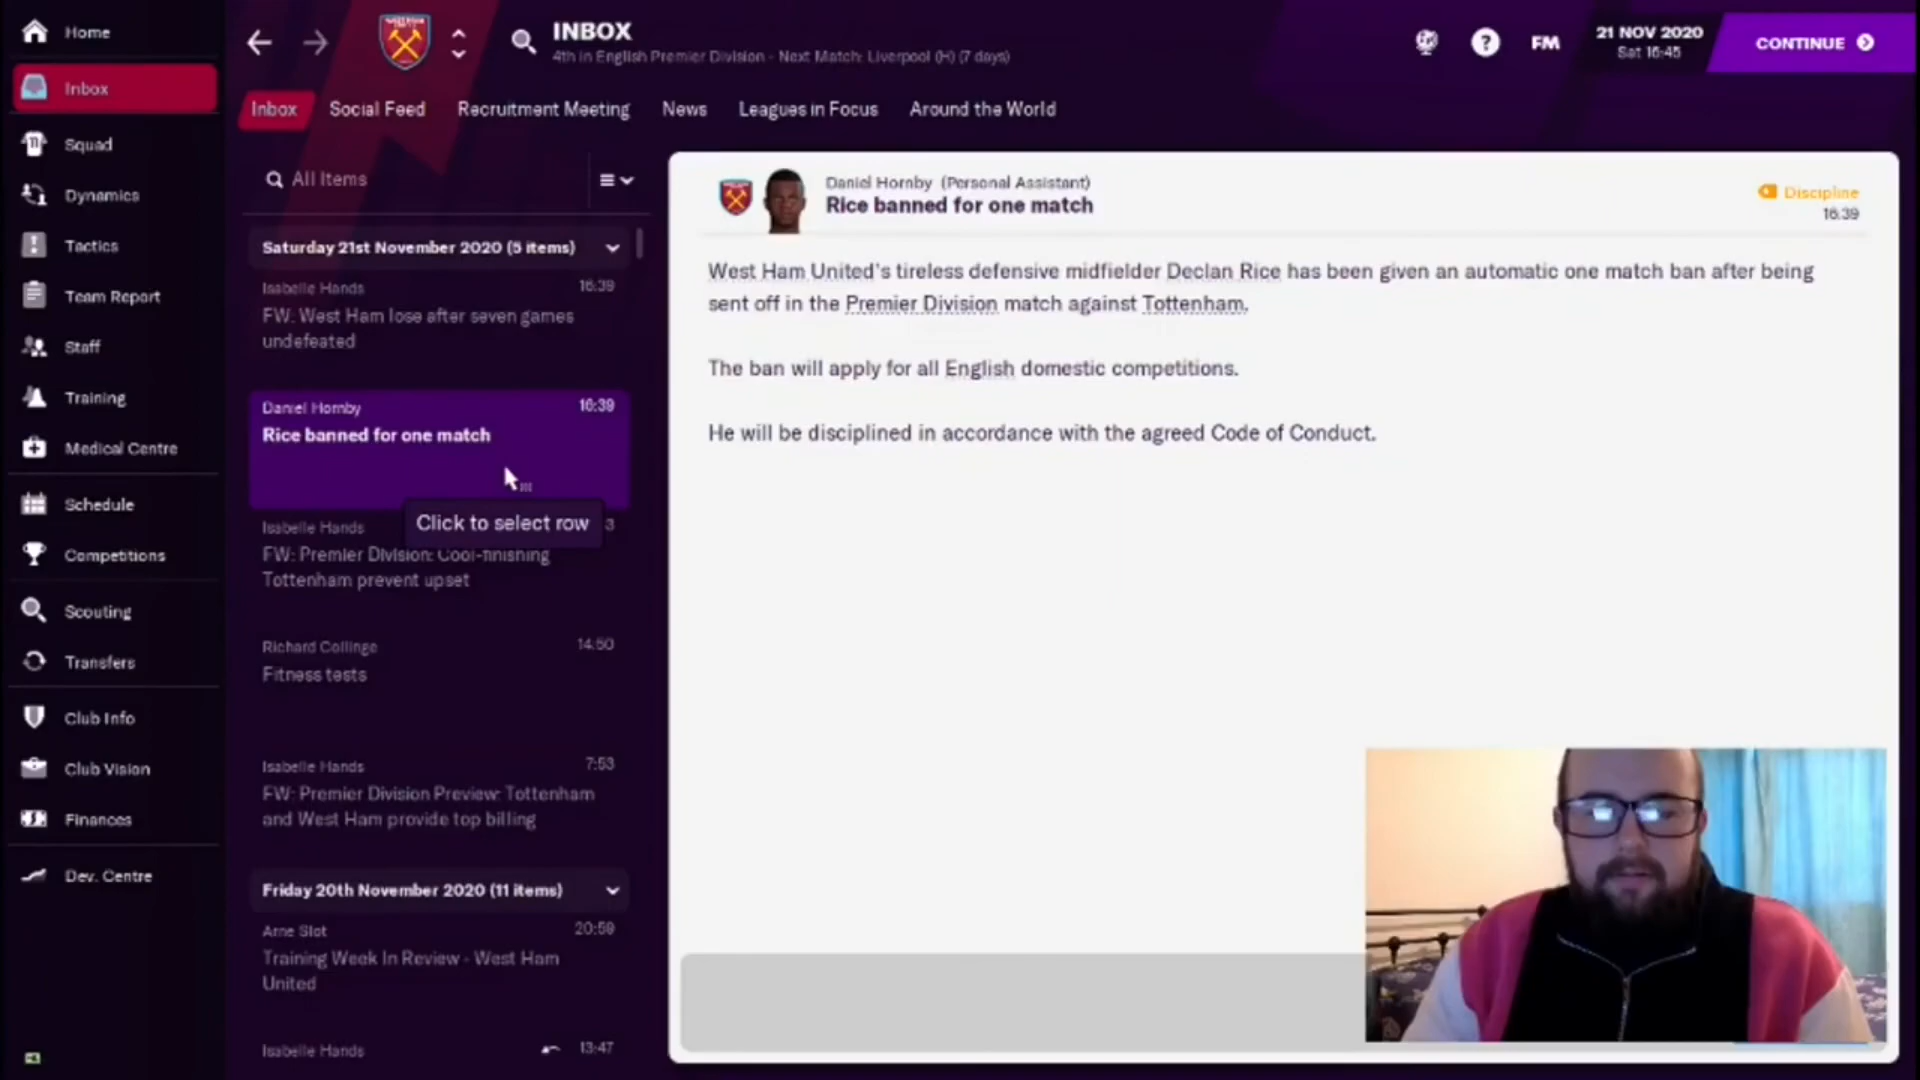 Home
Inbox
Squad
Dynamics
Tactics
Team Report
Staff
Training
Medical Centre
Schedule
Competitions
Scouting
Transfers
Club Info
Club Vision
Finances
Dev. Centre
INBOX
4th in English Premier Division - Next Match: Liverpool (H) (7 days)
FM
21 NOV 2020
Sat 16:45
CONTINUE
Inbox
Social Feed
Recruitment Meeting
News
Leagues in Focus
Around the World
All Items
Saturday 21st November 2020 (5 items)
Isabelle Hands 16:39
FW: West Ham lose after seven games
undefeated
Daniel Hornby 16:39
Rice banned for one match
Click to select row
Isabelle Hands 3
FW: Premier Division: Cool-finishing
Tottenham prevent upset
Richard Collinge 14:50
Fitness tests
Isabelle Hands 7:53
FW: Premier Division Preview: Tottenham
and West Ham provide top billing
Friday 20th November 2020 (11 items)
Arne Slot 20:59
Training Week In Review - West Ham
United
Isabelle Hands 13:47
Daniel Hornby (Personal Assistant)
Rice banned for one match
Discipline
16:39
West Ham United's tireless defensive midfielder Declan Rice has been given an automatic one match ban after being
sent off in the Premier Division match against Tottenham.
The ban will apply for all English domestic competitions.
He will be disciplined in accordance with the agreed Code of Conduct.